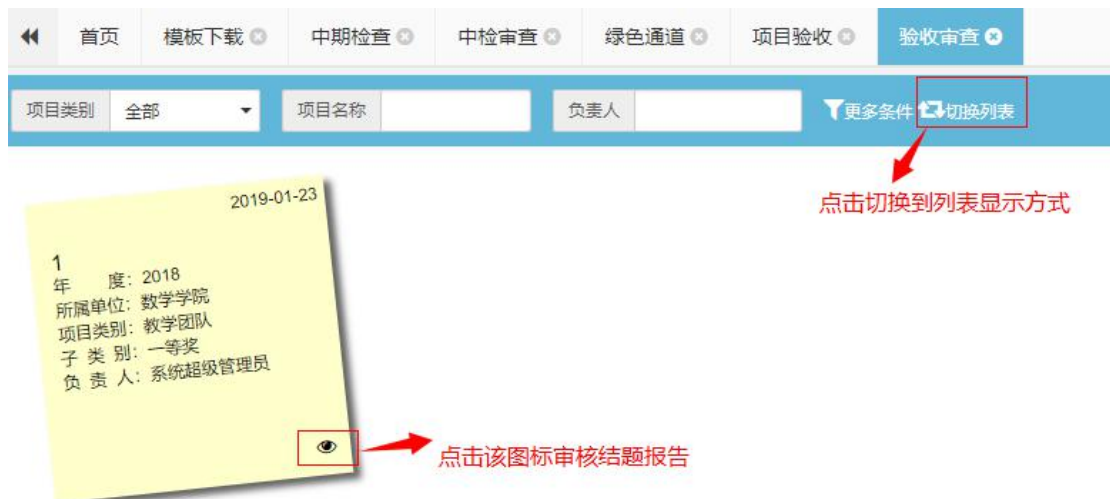 首页 模板下载 中期检查 中检审查 绿色通道 项目验收 验收审查
项目类别 全部 项目名称 负责人 更多条件 切换列表
点击切换到列表显示方式
2019-01-23
1
年 度：2018
所属单位：数学学院
项目类别：教学团队
子 类 别：一等奖
负 责 人：系统超级管理员
点击该图标审核结题报告